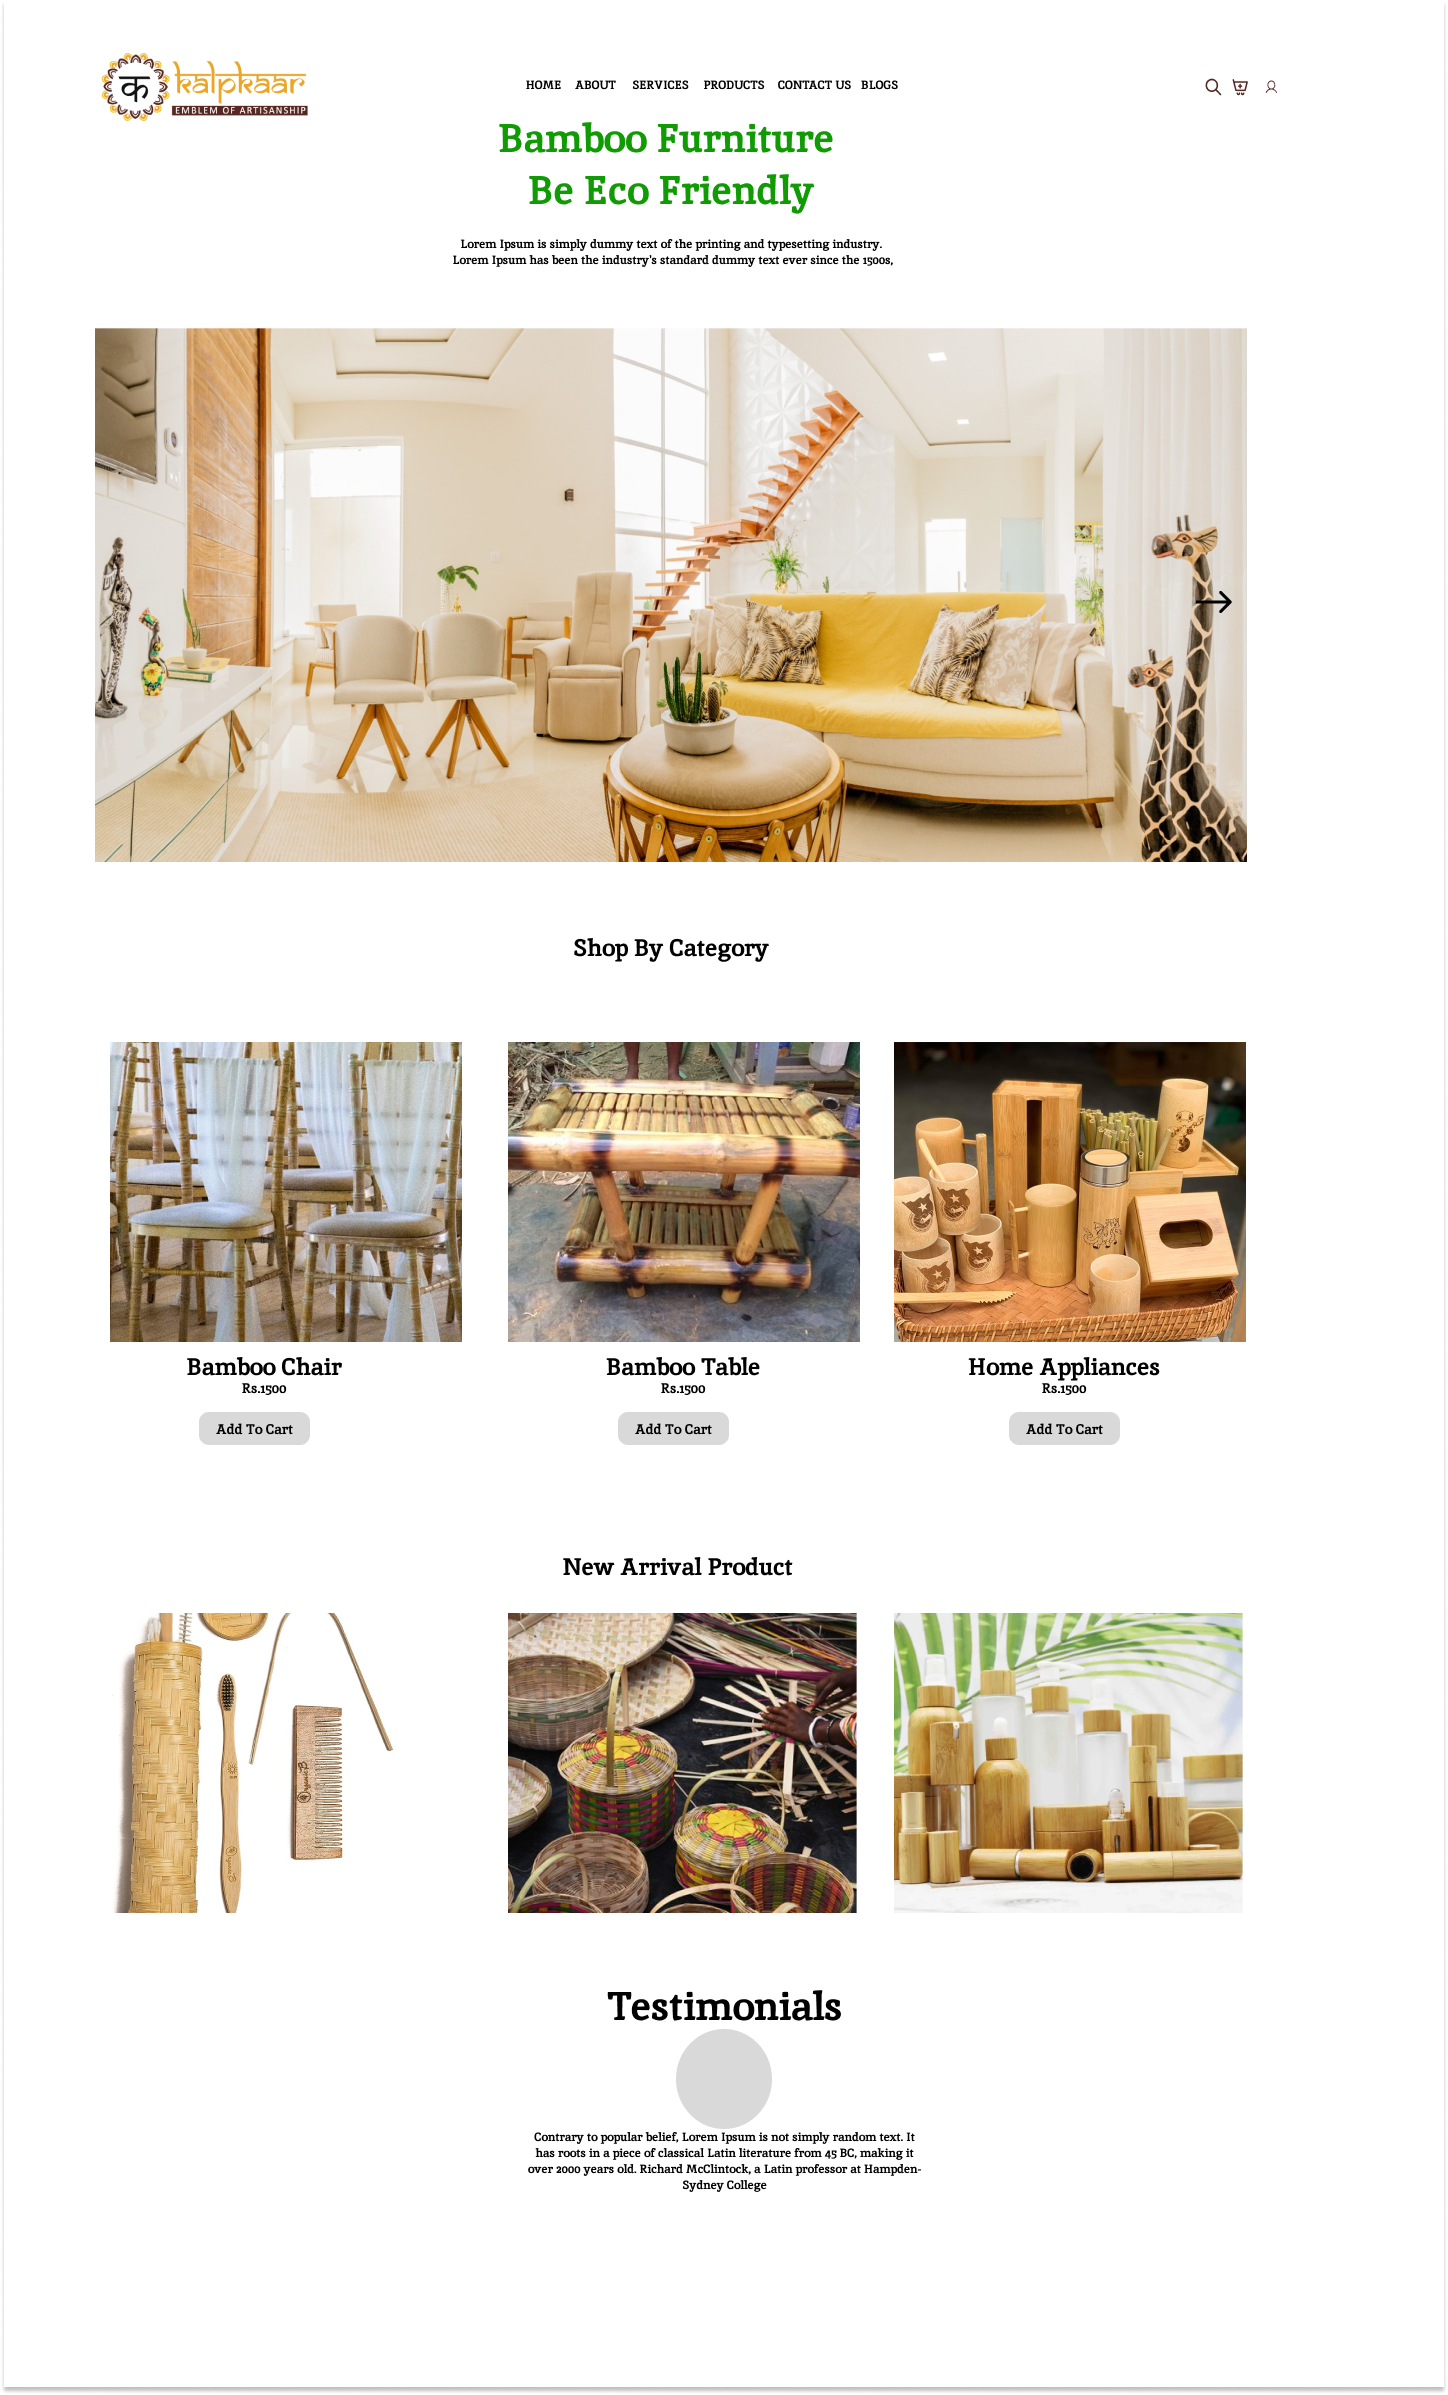 क kalpkaar
EMBLEM OF ARTISANSHIP
HOME ABOUT SERVICES PRODUCTS CONTACT US BLOGS
Bamboo Furniture
Be Eco Friendly
Lorem Ipsum is simply dummy text of the printing and typesetting industry.
Lorem Ipsum has been the industry's standard dummy text ever since the 1500s,
Shop By Category
Bamboo Chair
Rs.1500
Add To Cart
Bamboo Table
Rs.1500
Add To Cart
Home Appliances
Rs.1500
Add To Cart
New Arrival Product
Testimonials
Contrary to popular belief, Lorem Ipsum is not simply random text. It
has roots in a piece of classical Latin literature from 45 BC, making it
over 2000 years old. Richard McClintock, a Latin professor at Hampden-
Sydney College